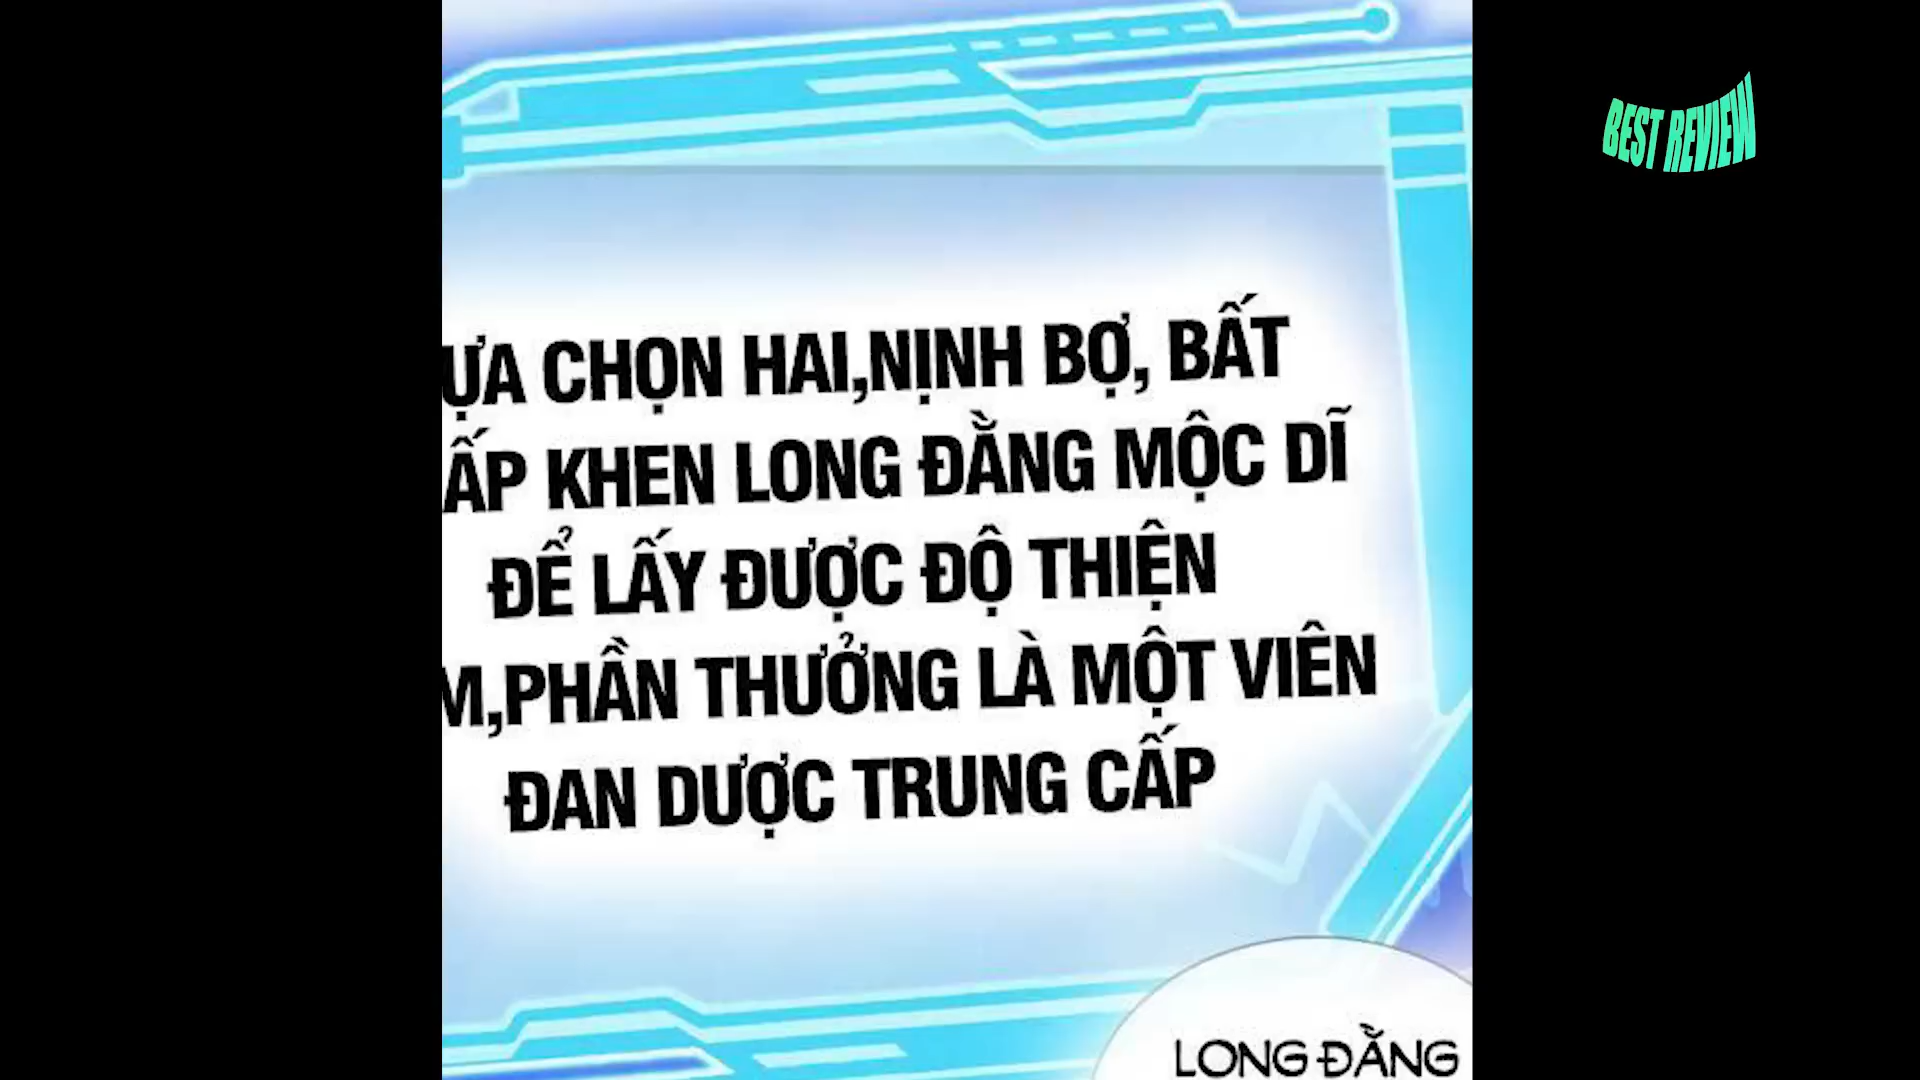 BEST REVIEW
ỰA CHỌN HAI,NỊNH BỢ, BẤT
ẤP KHEN LONG ĐẰNG MỘC DĨ
ĐỂ LẤY ĐƯỢC ĐỘ THIỆN
M,PHẦN THƯỞNG LÀ MỘT VIÊN
ĐAN DƯỢC TRUNG CẤP
LONG ĐẰNG